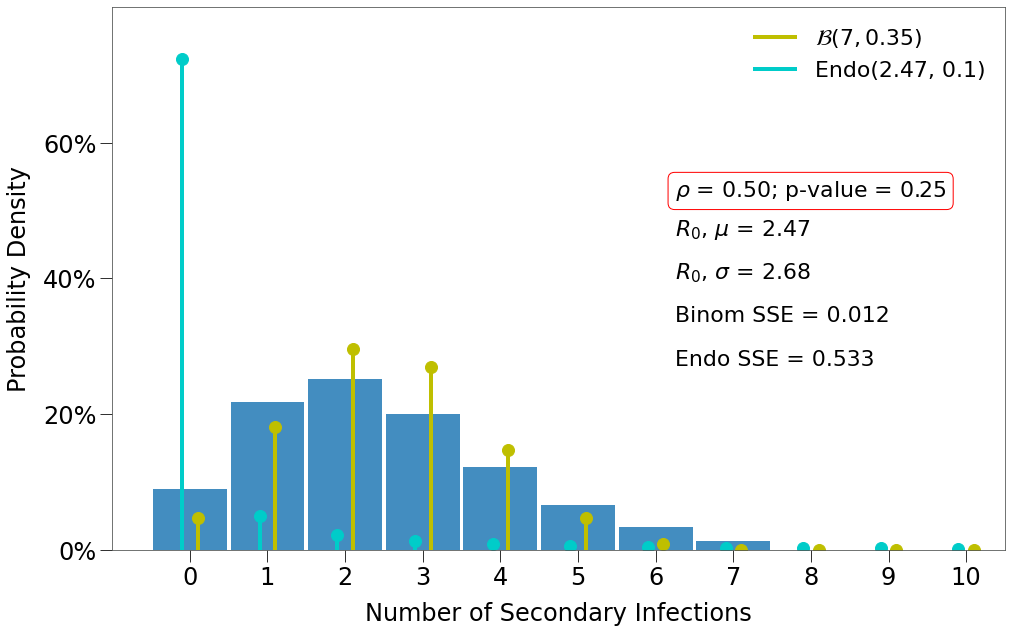 ℬ(7, 0.35)
Endo(2.47, 0.1)
60%
ρ = 0.50; p-value = 0.25
R₀, μ = 2.47
R₀, σ = 2.68
Binom SSE = 0.012
Endo SSE = 0.533
40%
20%
0%
Probability Density
0 1 2 3 4 5 6 7 8 9 10
Number of Secondary Infections